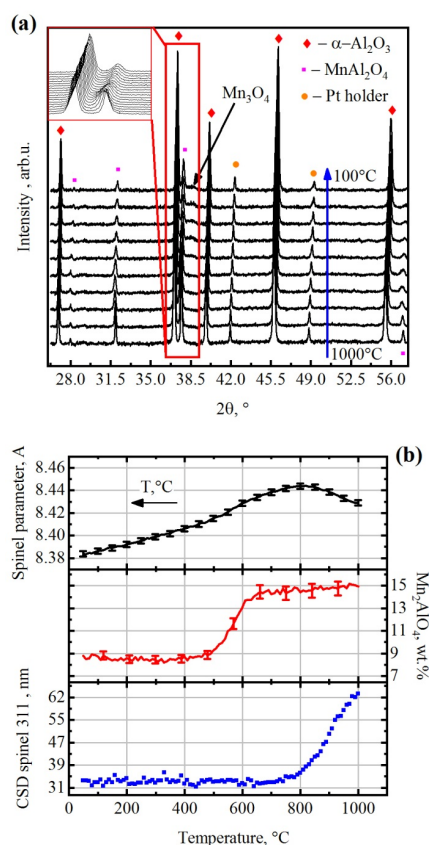 (a)
– α–Al₂O₃
– MnAl₂O₄
– Pt holder
Mn₃O₄
100°C
1000°C
Intensity , arb.u.
28.0 31.5 35.0 38.5 42.0 45.5 49.0 52.5 56.0
2θ, °
(b)
8.46
8.44
8.42
8.40
8.38
Spinel parameter, A
T,°C
15
13
11
9
7
Mn₂AlO₄, wt.%
62
55
47
39
31
CSD spinel 311 , nm
0 200 400 600 800 1000
Temperature, °C